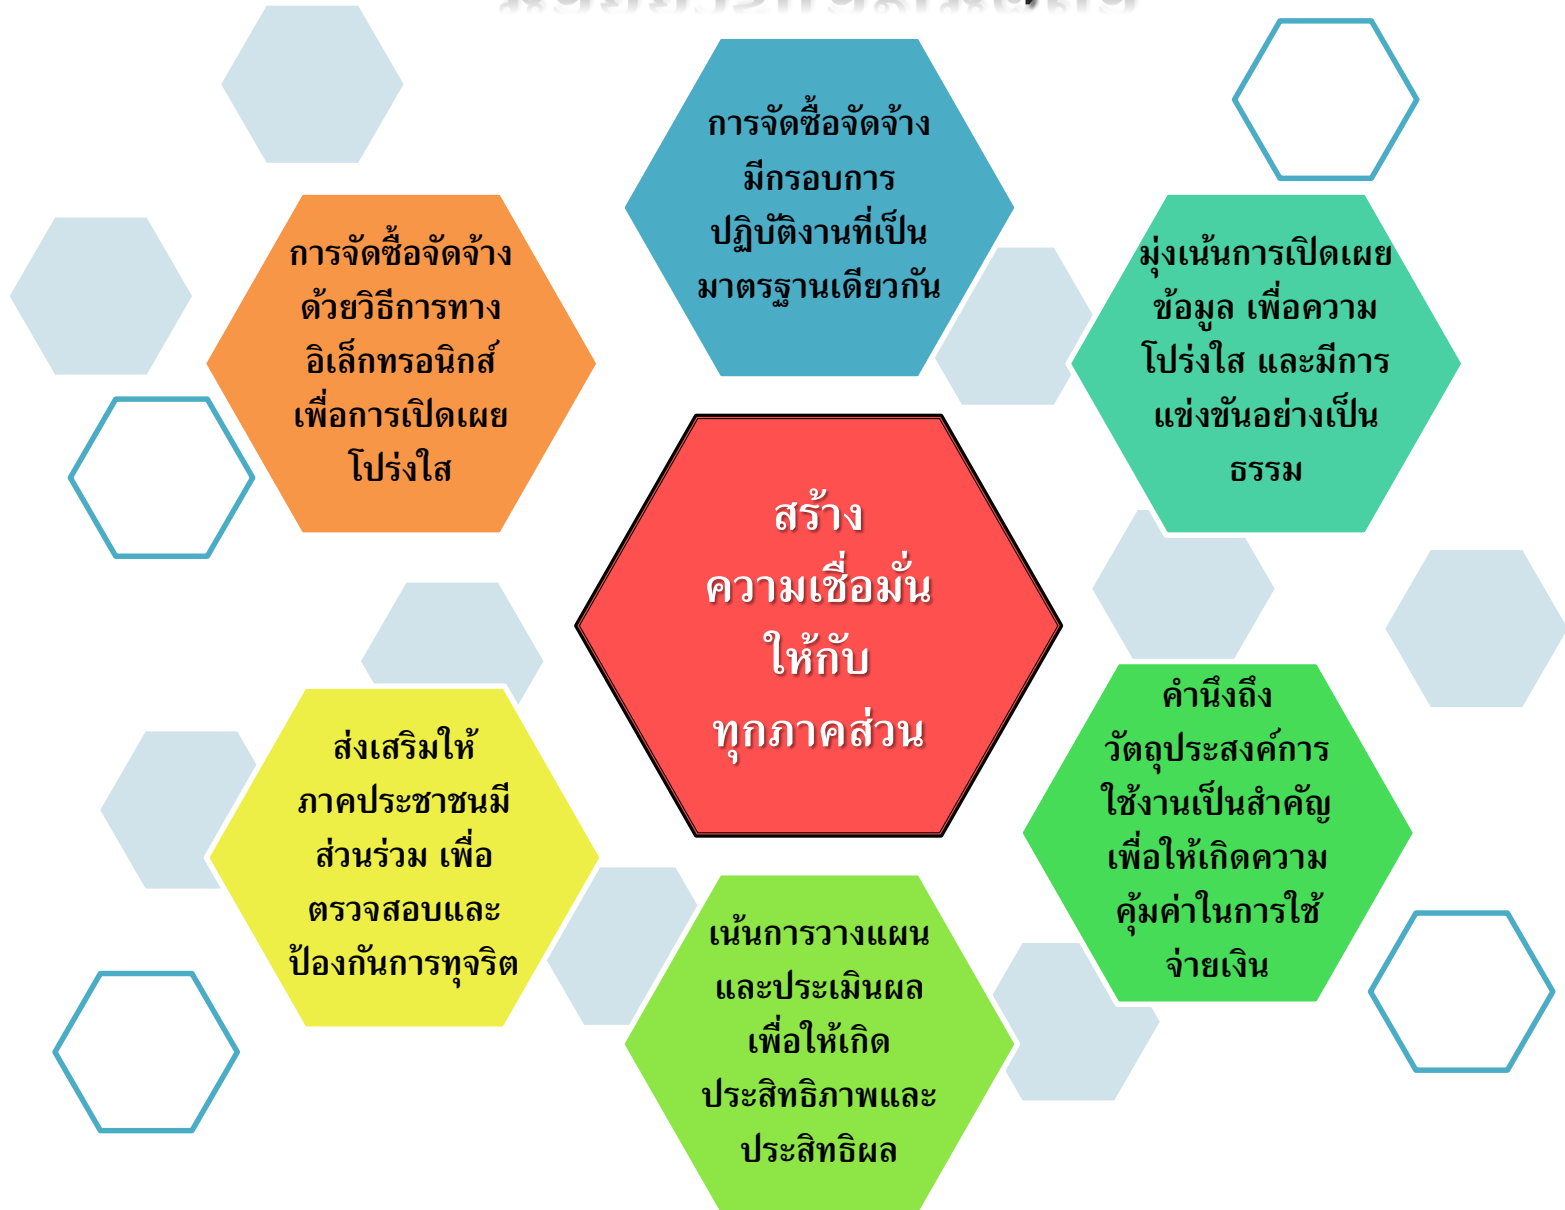 การจัดซื้อจัดจ้าง
มีกรอบการ
ปฏิบัติงานที่เป็น
มาตรฐานเดียวกัน
มุ่งเน้นการเปิดเผย
ข้อมูล เพื่อความ
โปร่งใส และมีการ
แข่งขันอย่างเป็น
ธรรม
คำนึงถึง
วัตถุประสงค์การ
ใช้งานเป็นสำคัญ
เพื่อให้เกิดความ
คุ้มค่าในการใช้
จ่ายเงิน
เน้นการวางแผน
และประเมินผล
เพื่อให้เกิด
ประสิทธิภาพและ
ประสิทธิผล
ส่งเสริมให้
ภาคประชาชนมี
ส่วนร่วม เพื่อ
ตรวจสอบและ
ป้องกันการทุจริต
การจัดซื้อจัดจ้าง
ด้วยวิธีการทาง
อิเล็กทรอนิกส์
เพื่อการเปิดเผย
โปร่งใส
สร้าง
ความเชื่อมั่น
ให้กับ
ทุกภาคส่วน